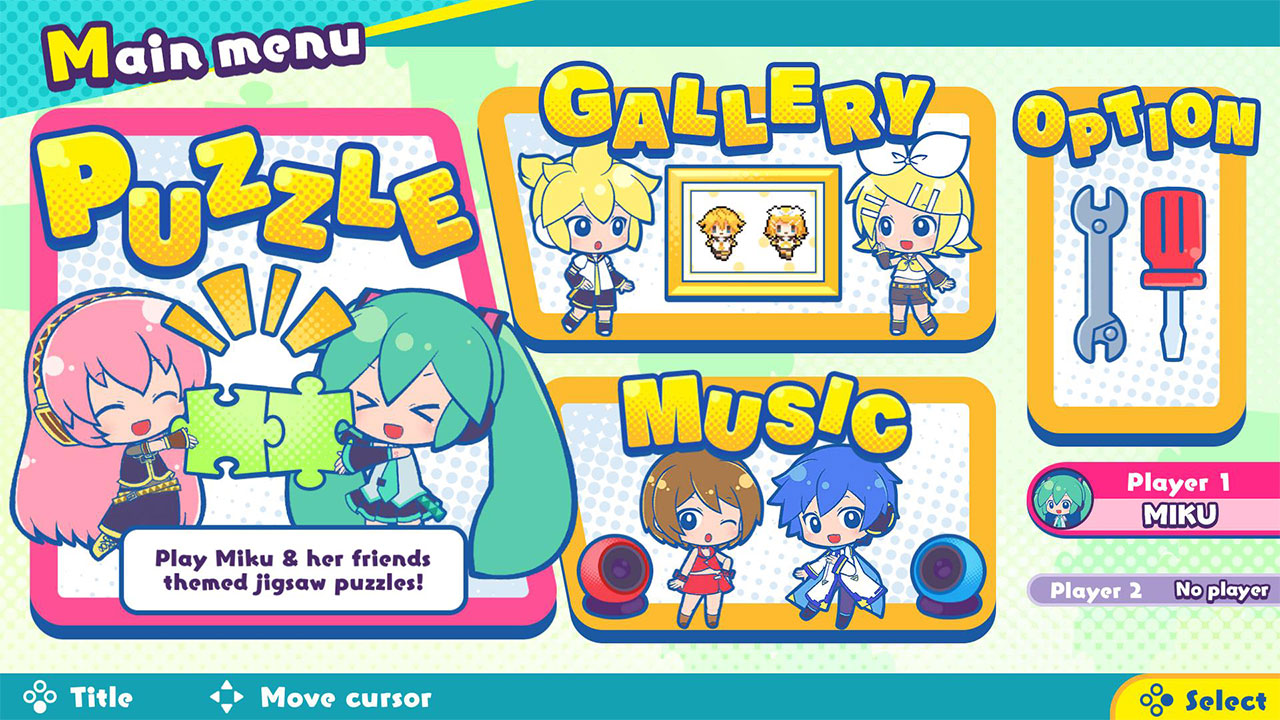 Main menu
PUZZLE
Play Miku & her friends
themed jigsaw puzzles!
GALLERY
MUSIC
OPTION
Player 1
MIKU
Player 2 No player
Title Move cursor Select